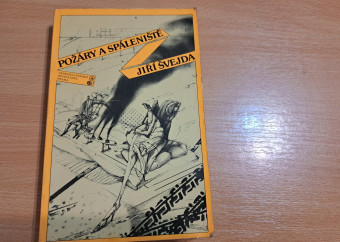 POŽÁRY A SPÁLENIŠTĚ
JIŘÍ ŠVEJDA